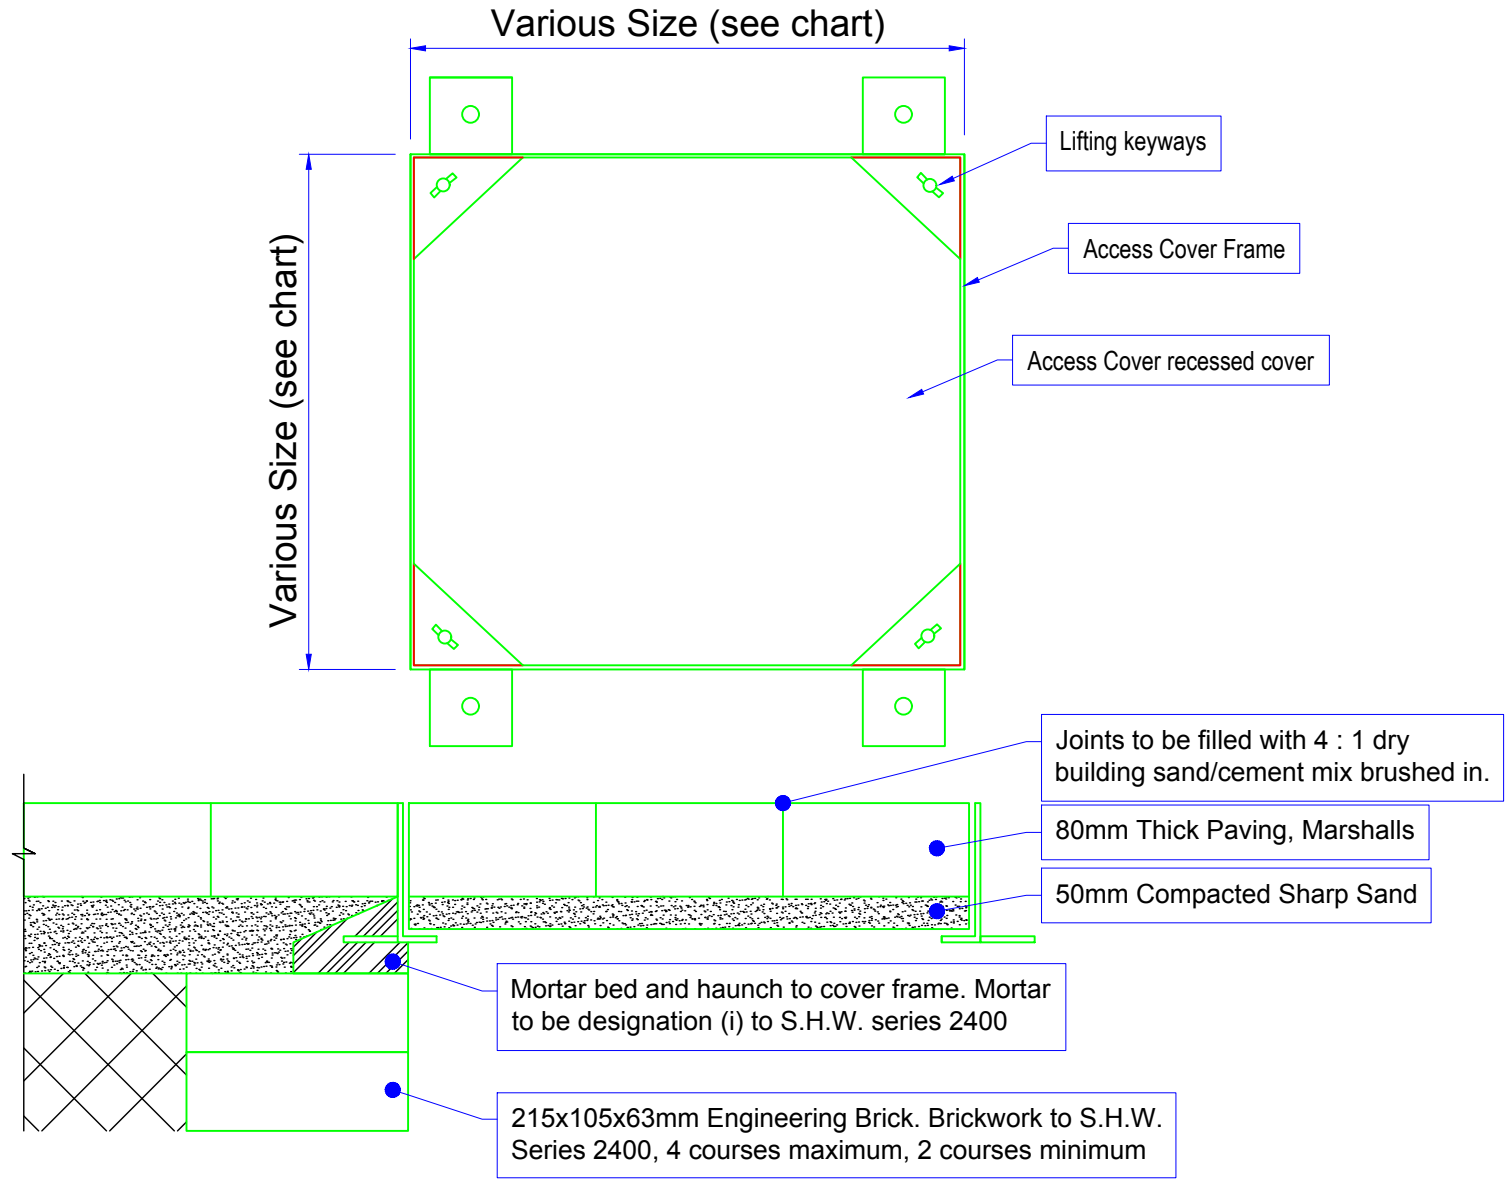 Various Size (see chart)
Lifting keyways
Access Cover Frame
Various Size (see chart)
Access Cover recessed cover
Joints to be filled with 4 : 1 dry
building sand/cement mix brushed in.
80mm Thick Paving, Marshalls
50mm Compacted Sharp Sand
Mortar bed and haunch to cover frame. Mortar
to be designation (i) to S.H.W. series 2400
215x105x63mm Engineering Brick. Brickwork to S.H.W.
Series 2400, 4 courses maximum, 2 courses minimum